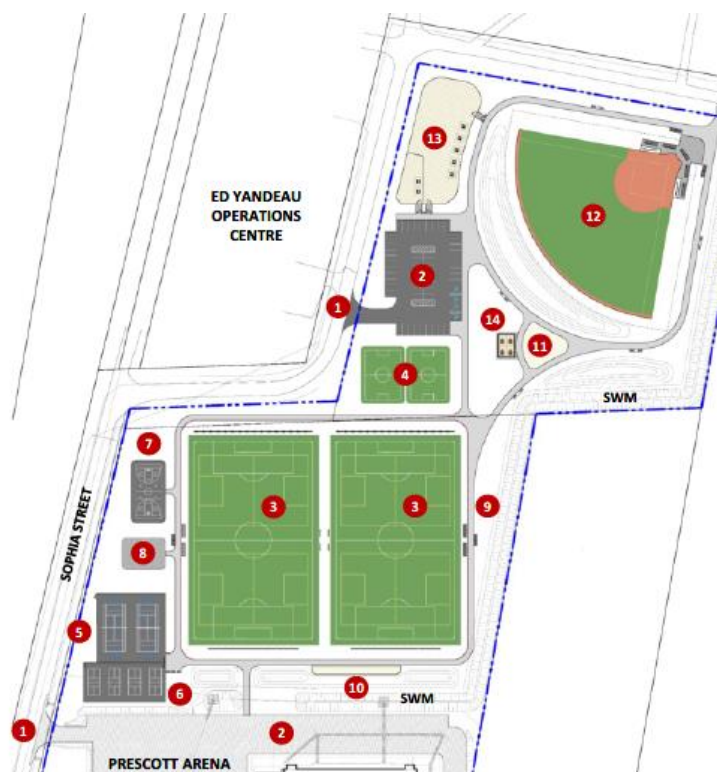 13
ED YANDEAU
OPERATIONS
CENTRE
12
2
1
14
11
4
SWM
7
3
3
9
SOPHIA STREET
8
5
6
10
SWM
1
2
PRESCOTT ARENA